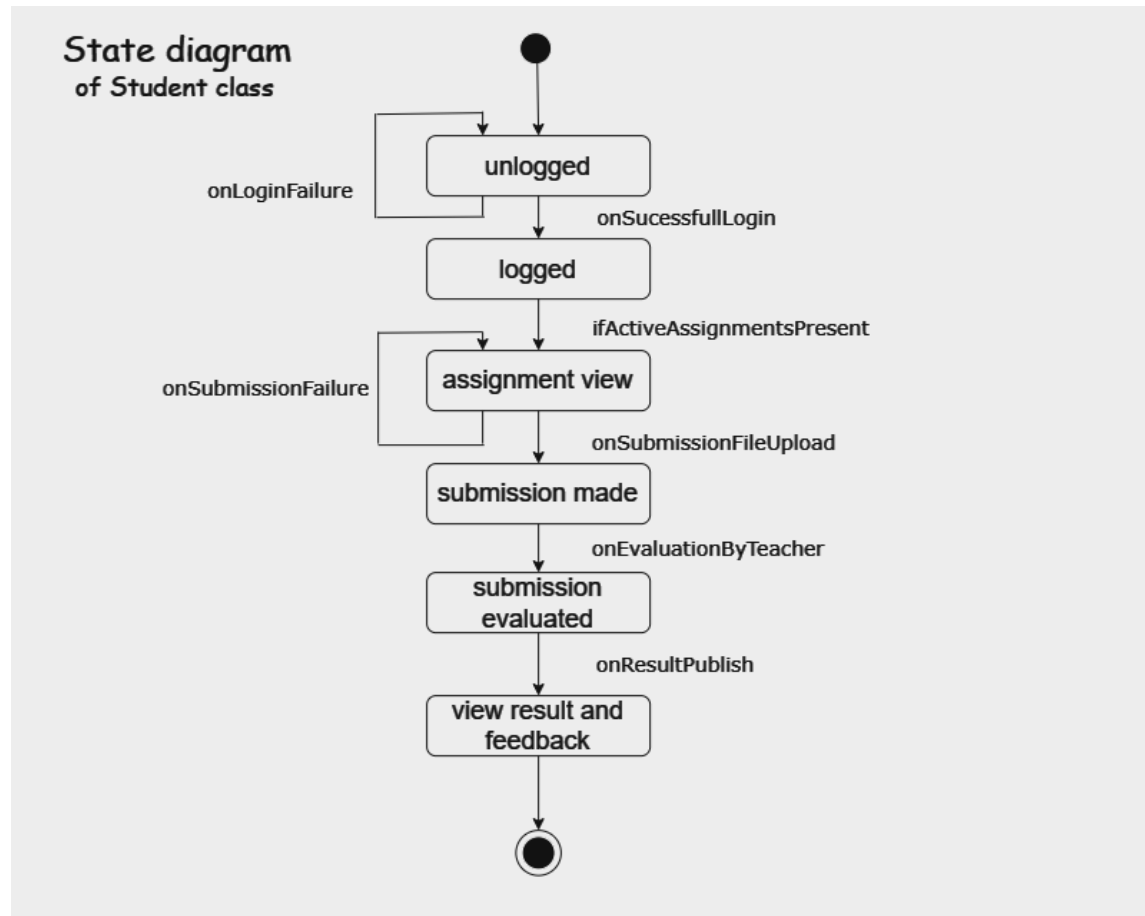 State diagram
of Student class
unlogged
onLoginFailure
onSucessfullLogin
logged
ifActiveAssignmentsPresent
assignment view
onSubmissionFailure
onSubmissionFileUpload
submission made
onEvaluationByTeacher
submission
evaluated
onResultPublish
view result and
feedback